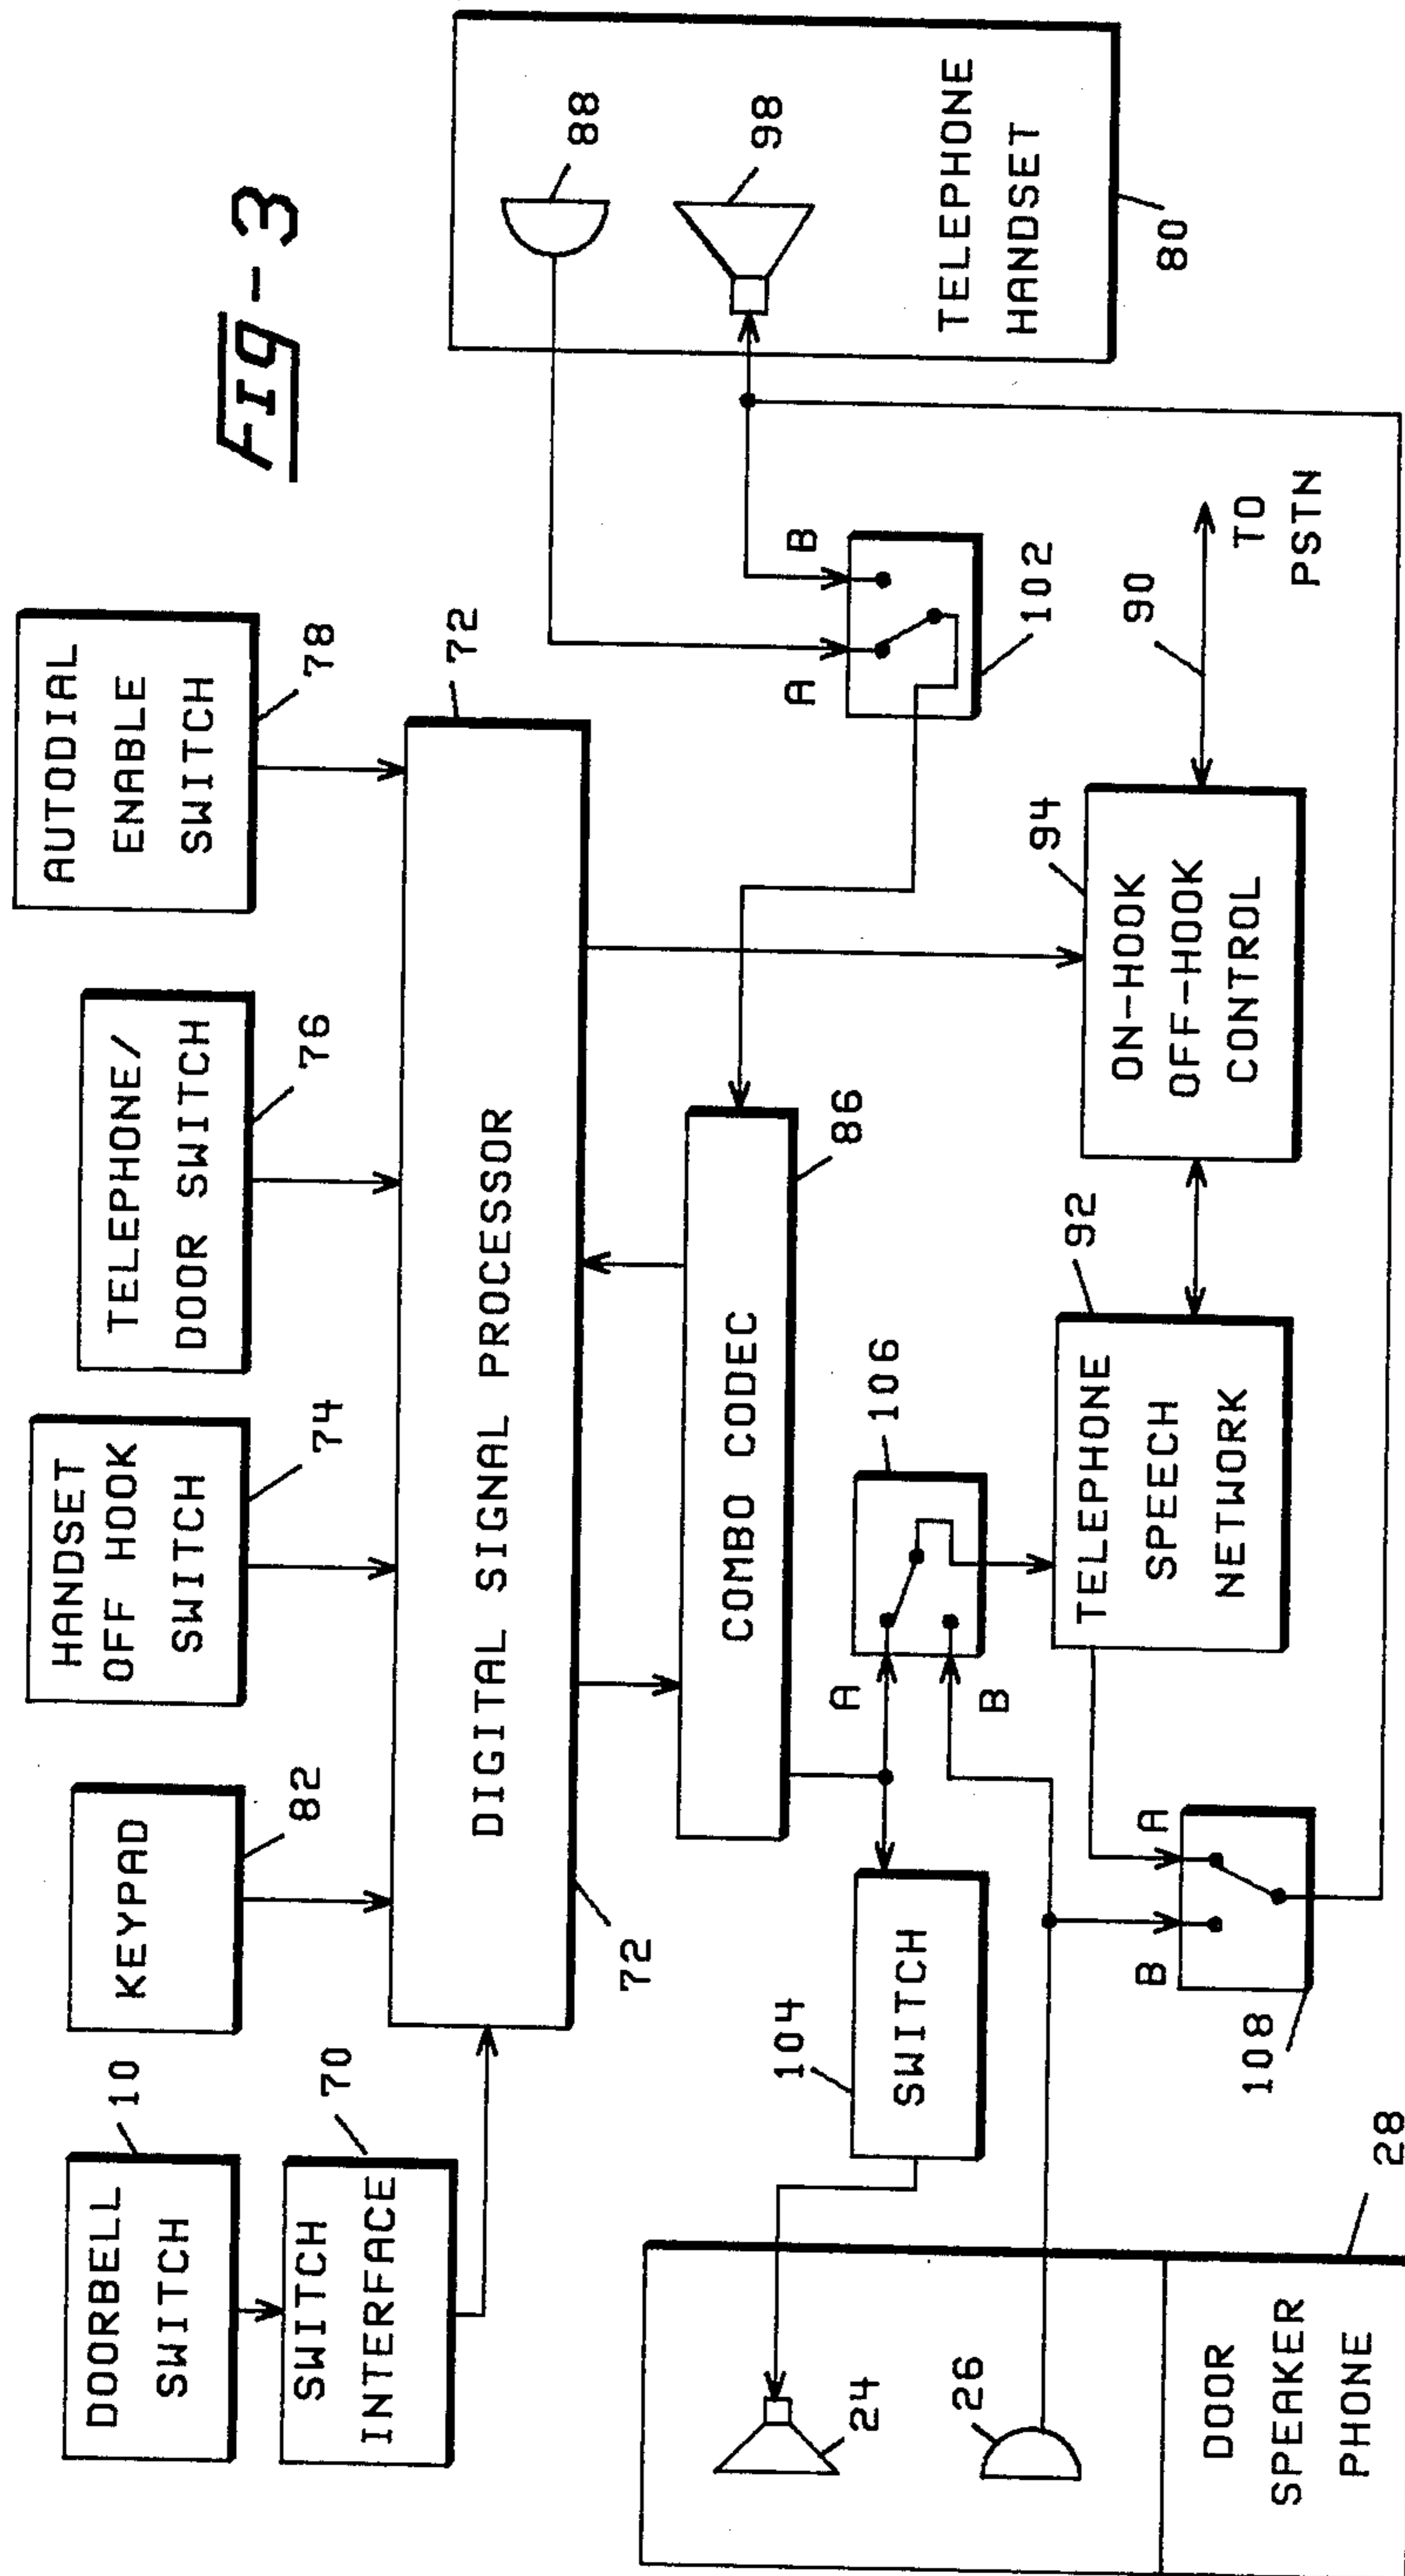 Fig-3
DOORBELL
SWITCH
10
SWITCH
INTERFACE
70
KEYPAD
82
HANDSET
OFF HOOK
SWITCH
74
TELEPHONE/
DOOR SWITCH
76
AUTODIAL
ENABLE
SWITCH
78
DIGITAL SIGNAL PROCESSOR
72
72
COMBO CODEC
86
88
98
TELEPHONE
HANDSET
80
A
B
102
104
SWITCH
A
B
106
24
26
DOOR
SPEAKER
PHONE
28
B
A
108
TELEPHONE
SPEECH
NETWORK
92
ON-HOOK
OFF-HOOK
CONTROL
94
90
TO
PSTN